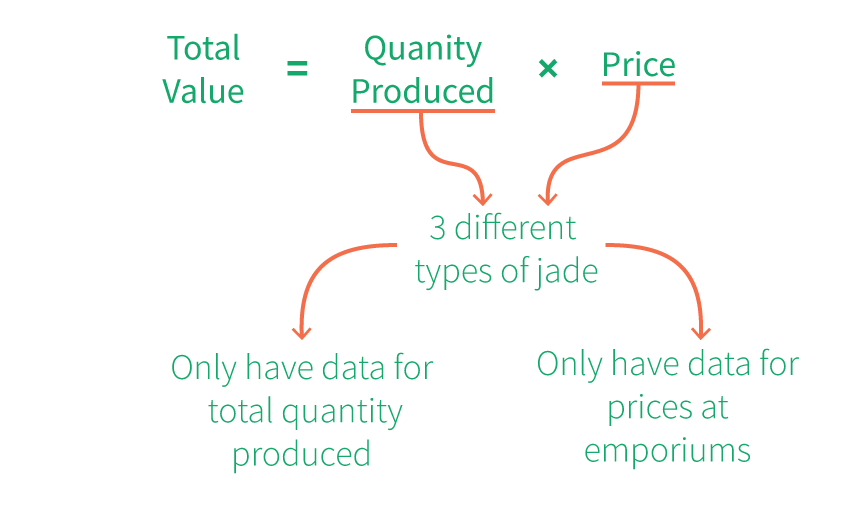 Total
Value
=
Quanity
Produced
×
Price
3 different
types of jade
Only have data for
total quantity
produced
Only have data for
prices at
emporiums